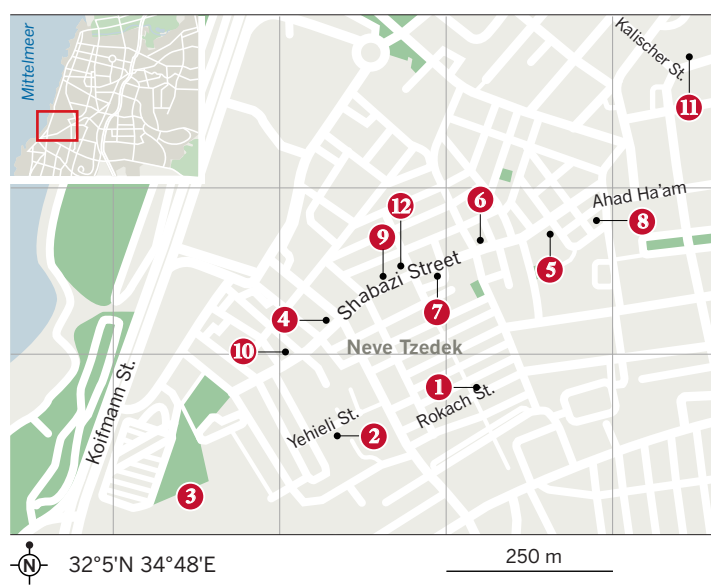 Mittelmeer
Kalischer St.
11
Ahad Ha'am
6
12
8
9
5
Shabazi Street
7
4
10
Neve Tzedek
Koifmann St.
1
Rokach St.
Yehieli St.
2
3
N
32°5'N 34°48'E
250 m